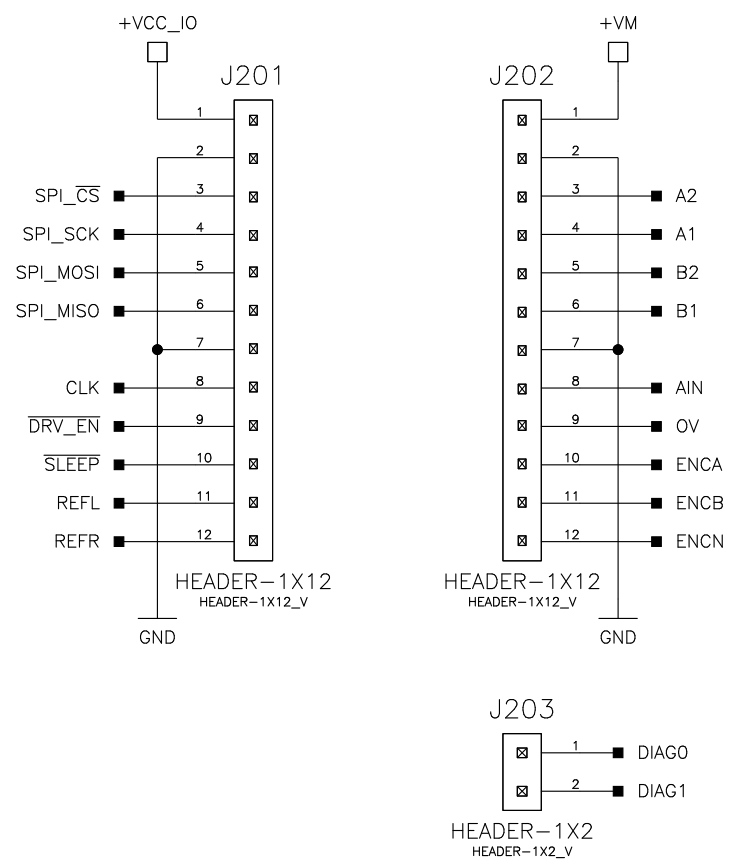 +VCC_IO
J201
1
2
SPI_CS 3
SPI_SCK 4
SPI_MOSI 5
SPI_MISO 6
7
CLK 8
DRV_EN 9
SLEEP 10
REFL 11
REFR 12
HEADER-1X12
HEADER-1X12_V
GND
+VM
J202
1
2
3 A2
4 A1
5 B2
6 B1
7
8 AIN
9 OV
10 ENCA
11 ENCB
12 ENCN
HEADER-1X12
HEADER-1X12_V
GND
J203
1 DIAG0
2 DIAG1
HEADER-1X2
HEADER-1X2_V